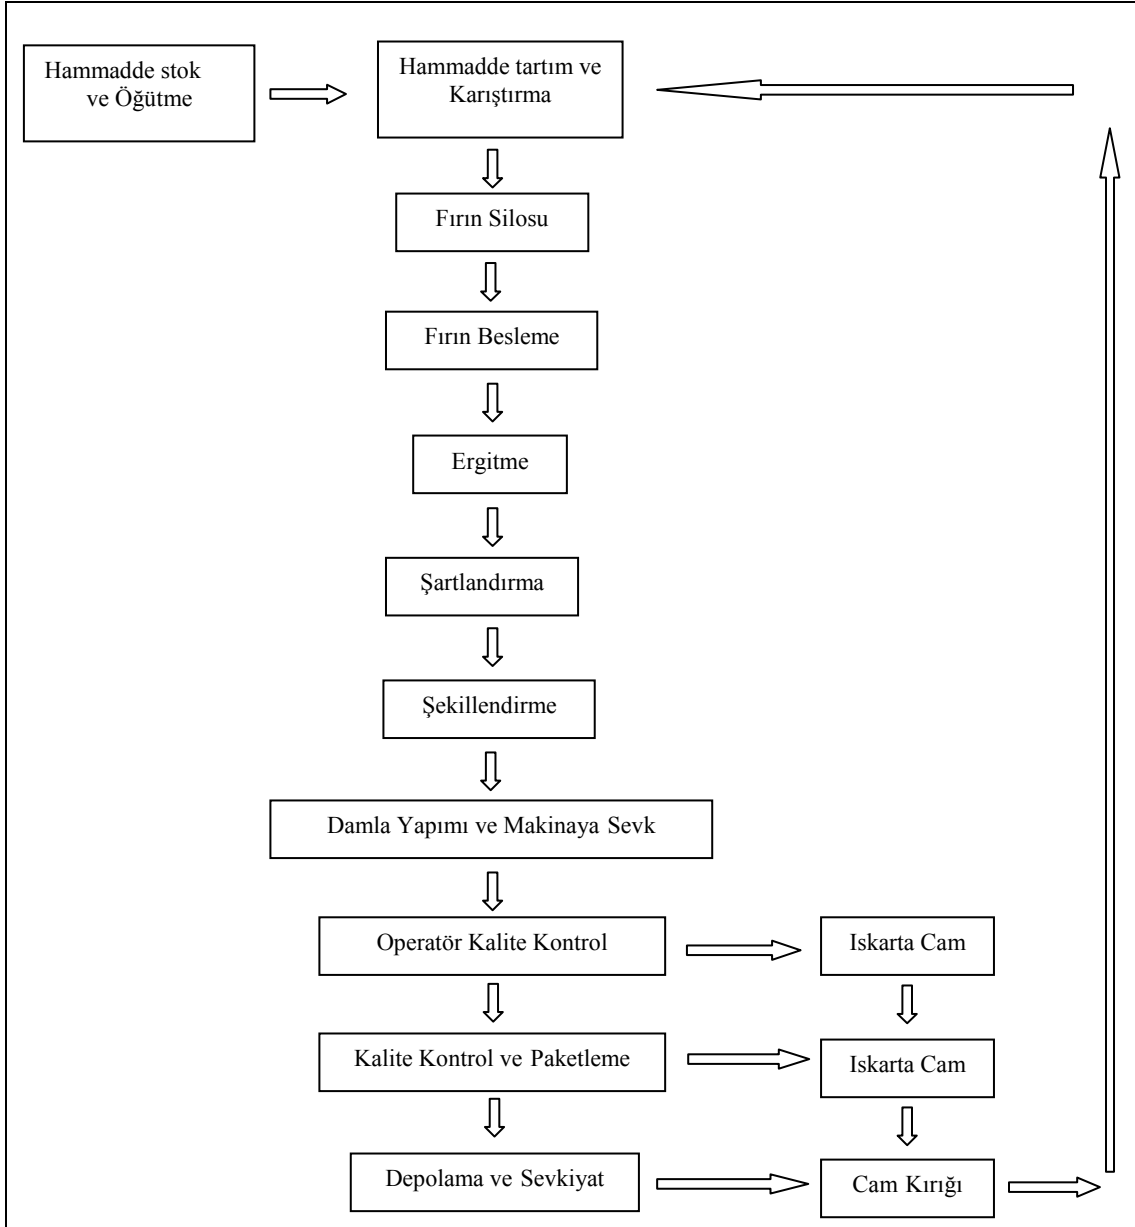 Hammadde stok
ve Öğütme
Hammadde tartım ve
Karıştırma
Fırın Silosu
Fırın Besleme
Ergitme
Şartlandırma
Şekillendirme
Damla Yapımı ve Makinaya Sevk
Operatör Kalite Kontrol
Iskarta Cam
Kalite Kontrol ve Paketleme
Iskarta Cam
Depolama ve Sevkiyat
Cam Kırığı